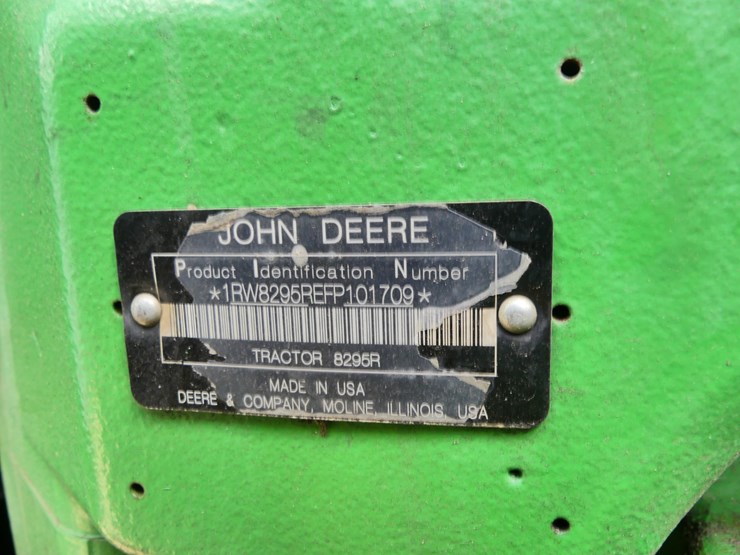 JOHN DEERE
Product Identification Number
*1RW8295REFP101709*
TRACTOR 8295R
MADE IN USA
DEERE & COMPANY, MOLINE, ILLINOIS, USA